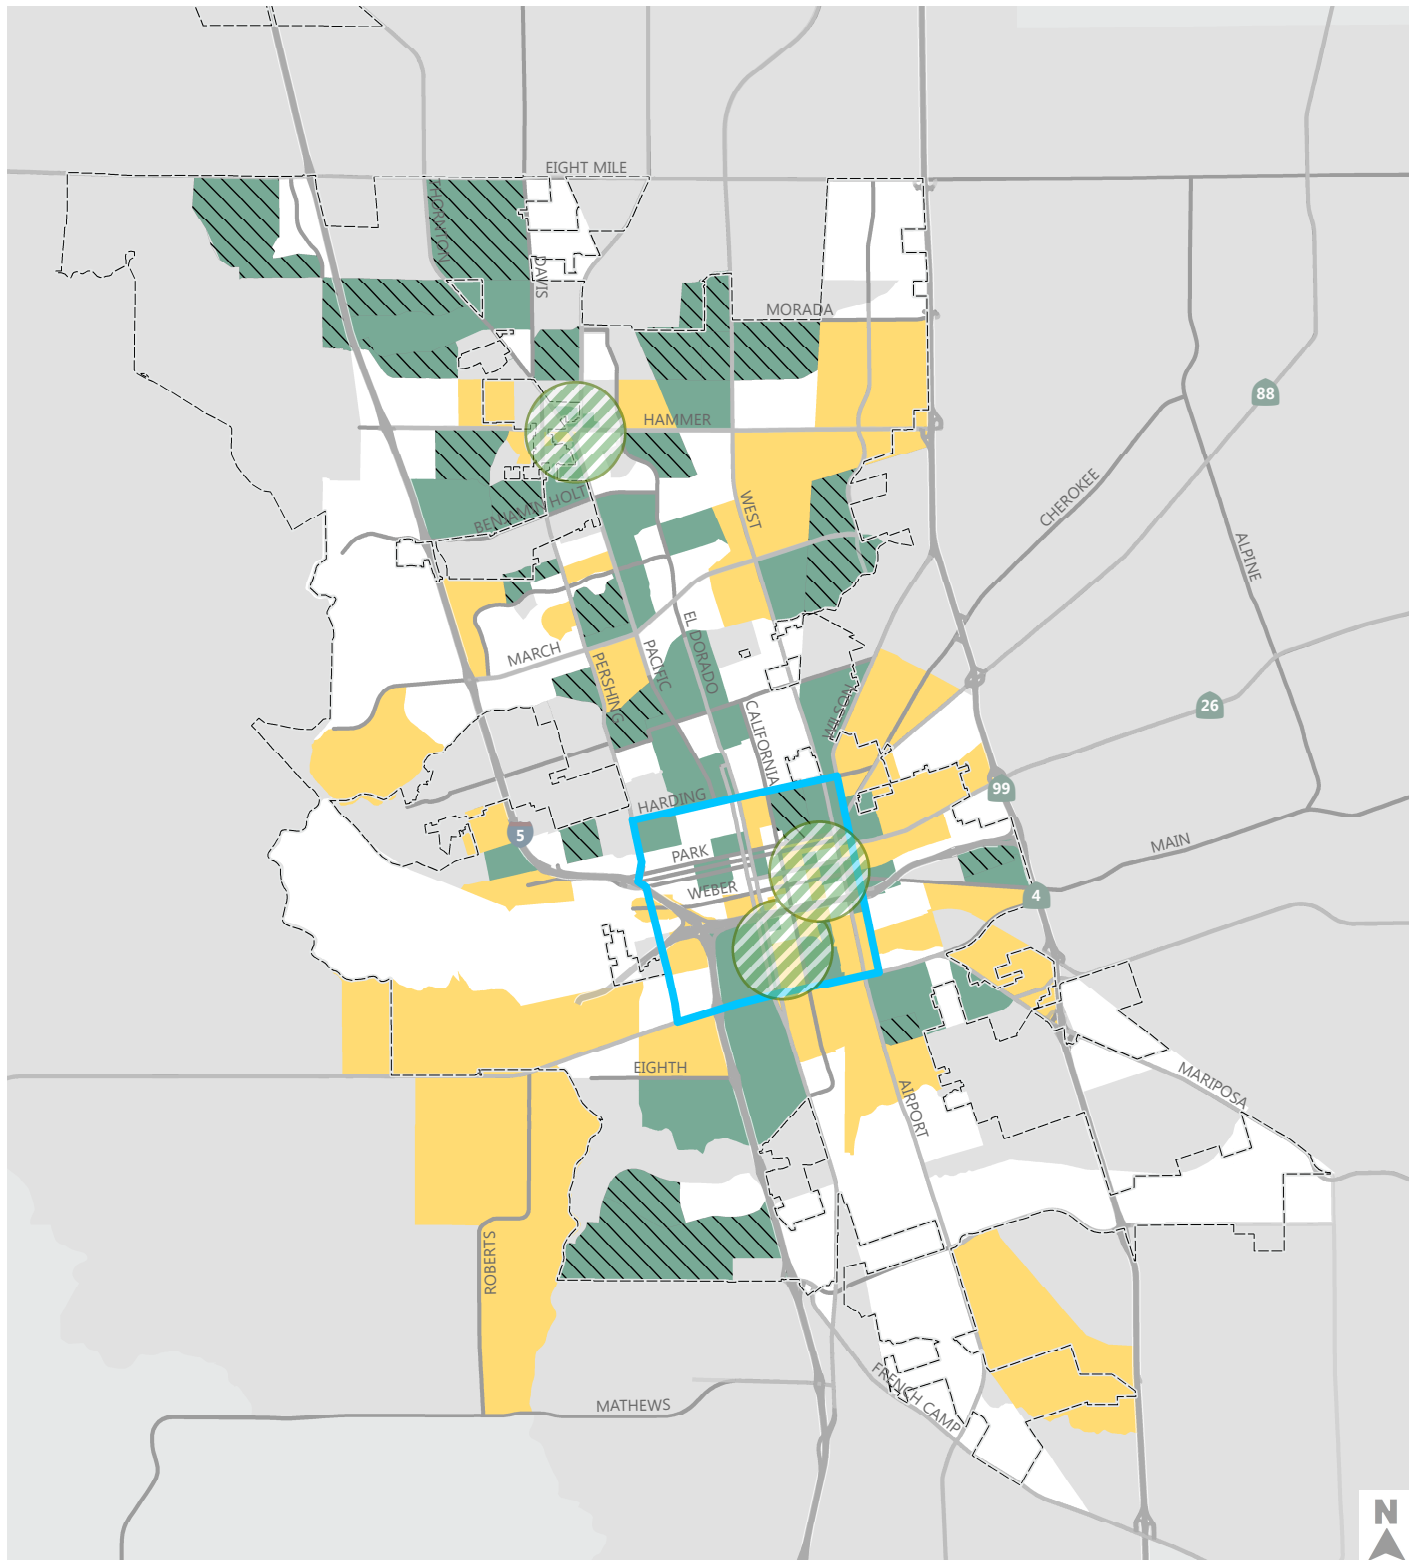 EIGHT MILE
THORNTON
DAVIS
MORADA
88
HAMMER
BENJAMIN HOLT
WEST
CHEROKEE
ALPINE
MARCH
PERSHING
PACIFIC
EL DORADO
CALIFORNIA
WILSON
26
HARDING
99
5
PARK
MAIN
WEBER
4
EIGHTH
AIRPORT
MARIPOSA
ROBERTS
FRENCH CAMP
MATHEWS
N